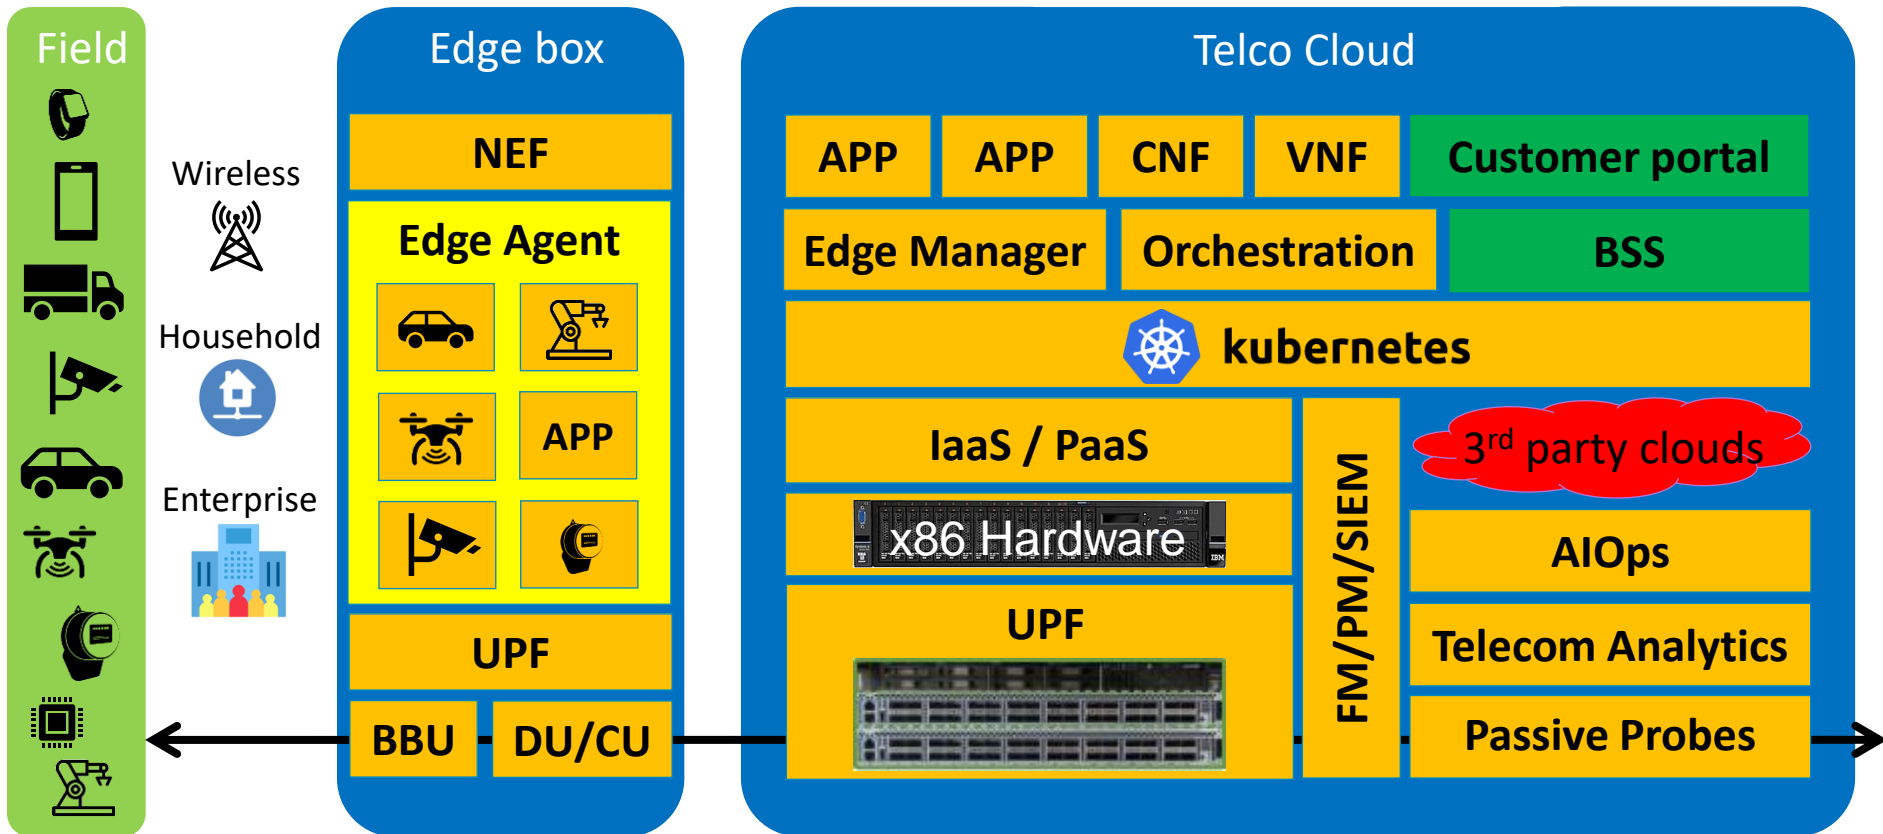 Field
Wireless
Household
Enterprise
Edge box
NEF
Edge Agent
APP
UPF
BBU
DU/CU
Telco Cloud
APP
APP
CNF
VNF
Customer portal
Edge Manager
Orchestration
BSS
kubernetes
IaaS / PaaS
x86 Hardware
IBM
UPF
FM/PM/SIEM
3rd party clouds
AIOps
Telecom Analytics
Passive Probes